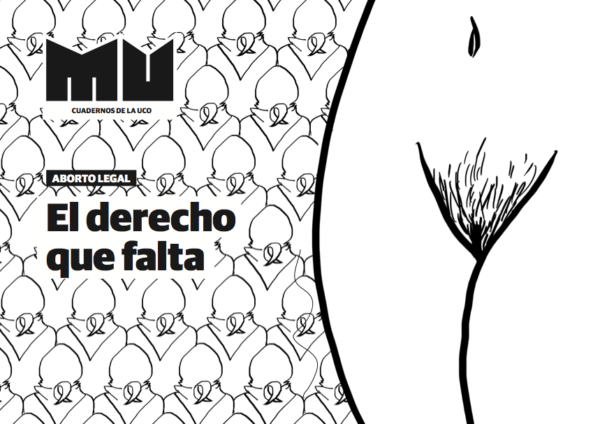 MU
CUADERNOS DE LA UCO
ABORTO LEGAL
El derecho
que falta